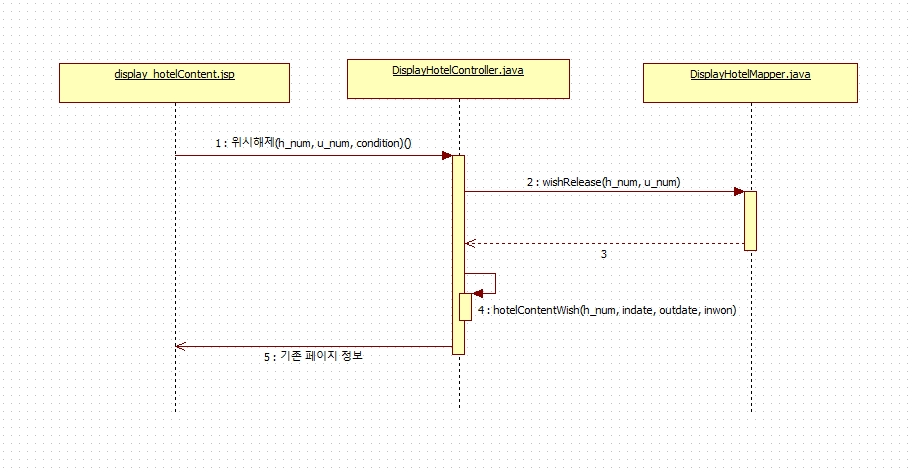 display_hotelContent.jsp
DisplayHotelController.java
DisplayHotelMapper.java
1 : 위시해제(h_num, u_num, condition)()
2 : wishRelease(h_num, u_num)
3
4 : hotelContentWish(h_num, indate, outdate, inwon)
5 : 기존 페이지 정보